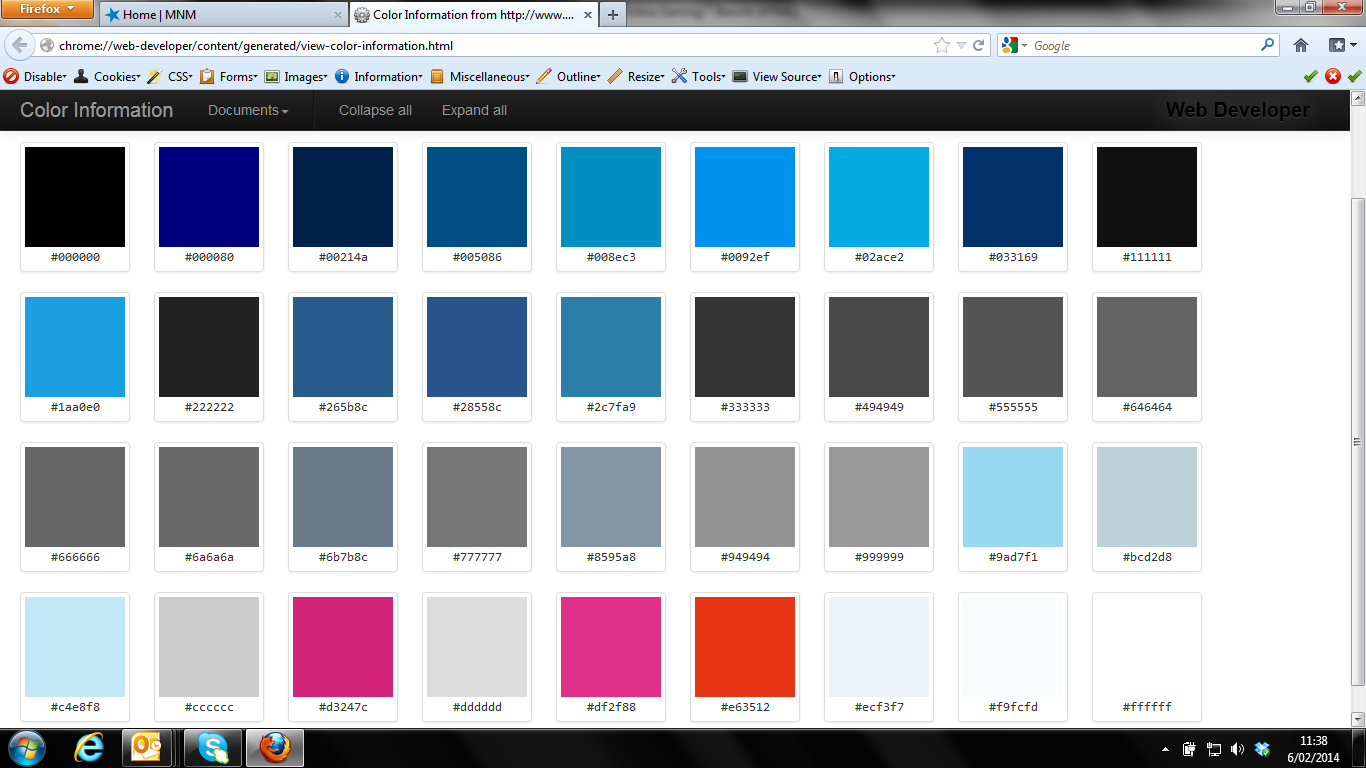 Firefox
Home | MNM
Color Information from http://www....
chrome://web-developer/content/generated/view-color-information.html
Google
Disable Cookies CSS Forms Images Information Miscellaneous Outline Resize Tools View Source Options
Color Information Documents Collapse all Expand all Web Developer
#000000 #000080 #00214a #005086 #008ec3 #0092ef #02ace2 #033169 #111111
#1aa0e0 #222222 #265b8c #28558c #2c7fa9 #333333 #494949 #555555 #646464
#666666 #6a6a6a #6b7b8c #777777 #8595a8 #949494 #999999 #9ad7f1 #bcd2d8
#c4e8f8 #cccccc #d3247c #dddddd #df2f88 #e63512 #ecf3f7 #f9fcfd #ffffff
11:38
6/02/2014